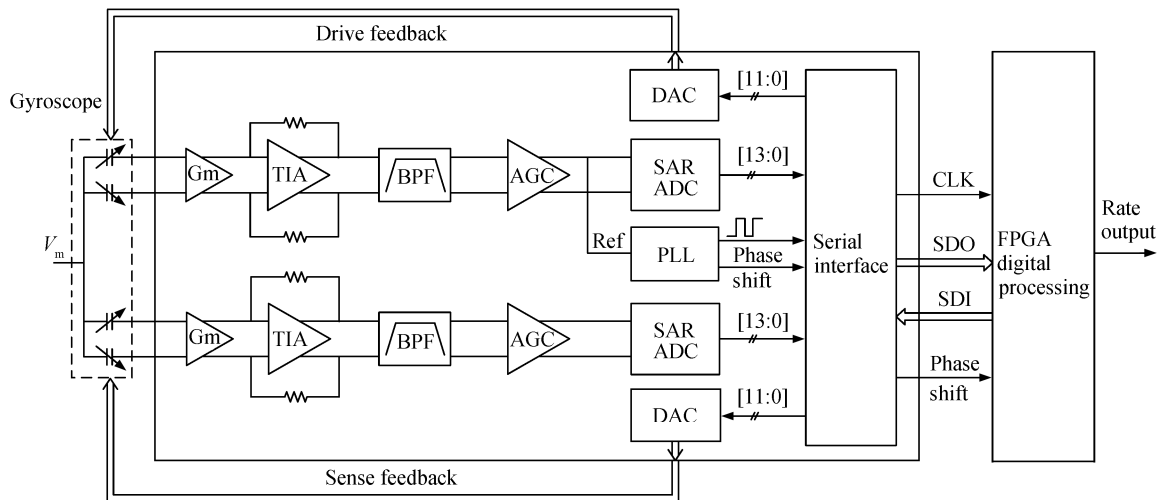 Drive feedback
Gyroscope
DAC
[11:0]
Gm
TIA
BPF
AGC
SAR
ADC
[13:0]
Ref
PLL
Phase
shift
Vm
Serial
interface
CLK
SDO
SDI
Phase
shift
FPGA
digital
processing
Rate
output
Gm
TIA
BPF
AGC
SAR
ADC
[13:0]
DAC
[11:0]
Sense feedback